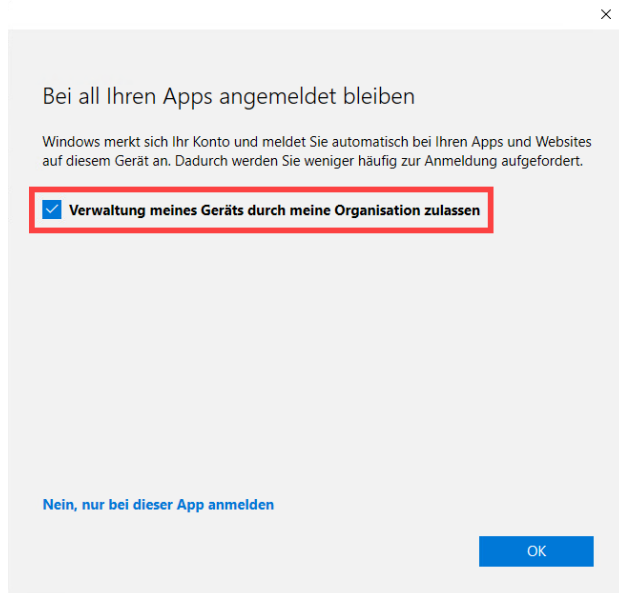 Bei all Ihren Apps angemeldet bleiben
Windows merkt sich Ihr Konto und meldet Sie automatisch bei Ihren Apps und Websites
auf diesem Gerät an. Dadurch werden Sie weniger häufig zur Anmeldung aufgefordert.
Verwaltung meines Geräts durch meine Organisation zulassen
Nein, nur bei dieser App anmelden
OK